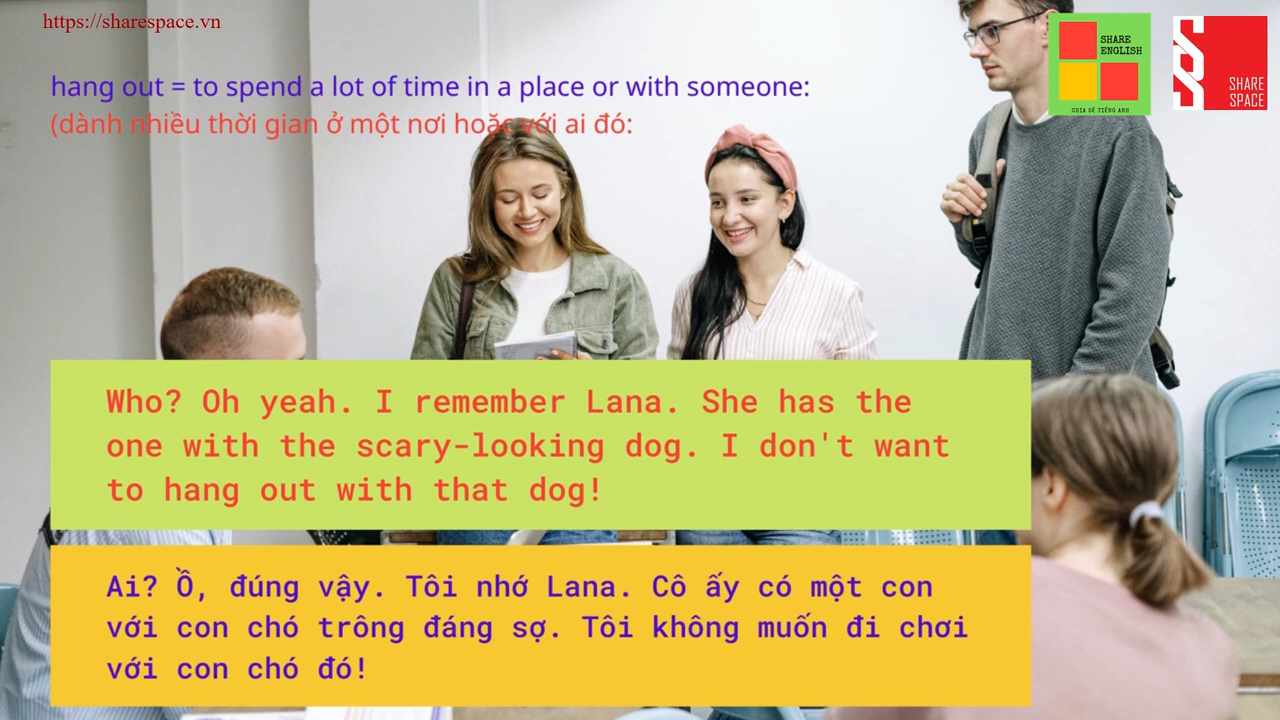 https://sharespace.vn
hang out = to spend a lot of time in a place or with someone:
(dành nhiều thời gian ở một nơi hoặc với ai đó:
SHARE
ENGLISH
CHIA SẺ TIẾNG ANH
SHARE
SPACE
Who? Oh yeah. I remember Lana. She has the
one with the scary-looking dog. I don't want
to hang out with that dog!
Ai? Ồ, đúng vậy. Tôi nhớ Lana. Cô ấy có một con
với con chó trông đáng sợ. Tôi không muốn đi chơi
với con chó đó!